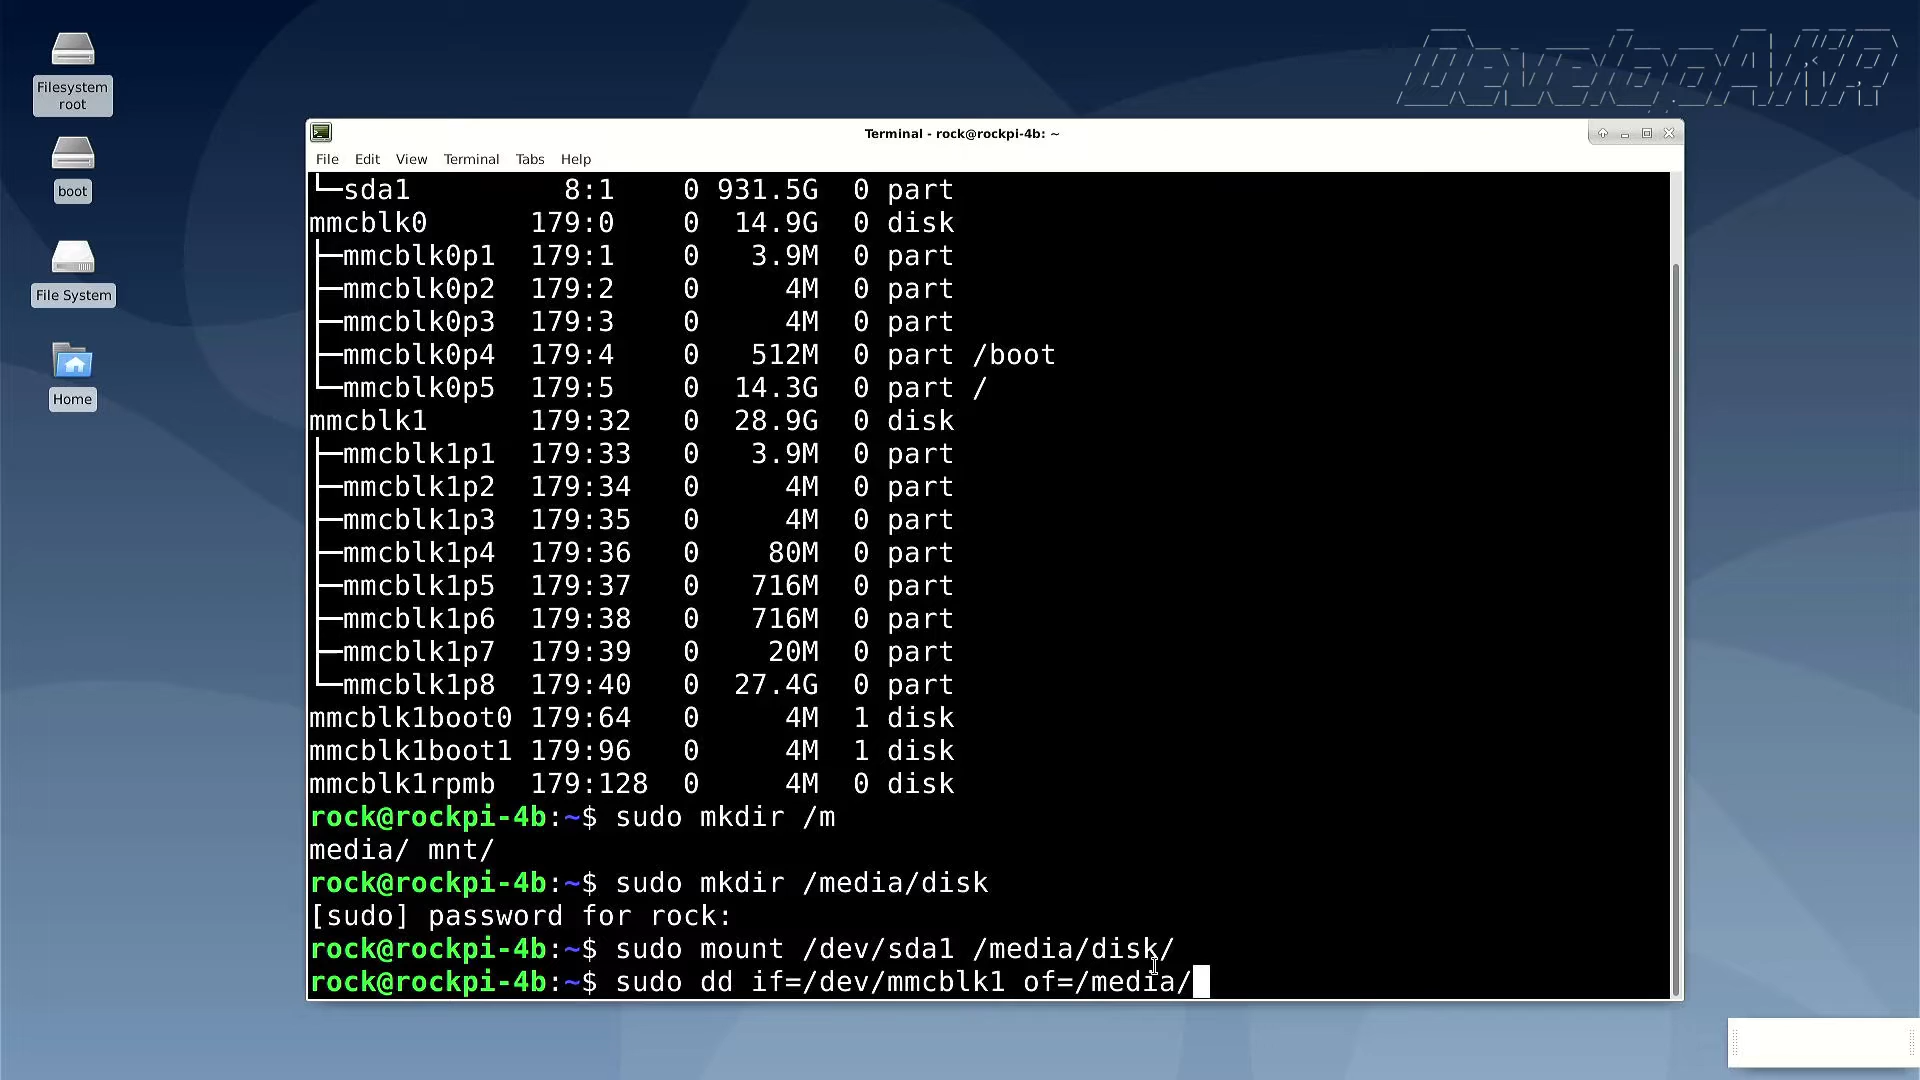 Filesystem
root
boot
File System
Home
DevelopAKR
Terminal - rock@rockpi-4b: ~
File Edit View Terminal Tabs Help
└─sda1 8:1 0 931.5G 0 part
mmcblk0 179:0 0 14.9G 0 disk
├─mmcblk0p1 179:1 0 3.9M 0 part
├─mmcblk0p2 179:2 0 4M 0 part
├─mmcblk0p3 179:3 0 4M 0 part
├─mmcblk0p4 179:4 0 512M 0 part /boot
└─mmcblk0p5 179:5 0 14.3G 0 part /
mmcblk1 179:32 0 28.9G 0 disk
├─mmcblk1p1 179:33 0 3.9M 0 part
├─mmcblk1p2 179:34 0 4M 0 part
├─mmcblk1p3 179:35 0 4M 0 part
├─mmcblk1p4 179:36 0 80M 0 part
├─mmcblk1p5 179:37 0 716M 0 part
├─mmcblk1p6 179:38 0 716M 0 part
├─mmcblk1p7 179:39 0 20M 0 part
└─mmcblk1p8 179:40 0 27.4G 0 part
mmcblk1boot0 179:64 0 4M 1 disk
mmcblk1boot1 179:96 0 4M 1 disk
mmcblk1rpmb 179:128 0 4M 0 disk
rock@rockpi-4b:~$ sudo mkdir /m
media/ mnt/
rock@rockpi-4b:~$ sudo mkdir /media/disk
[sudo] password for rock:
rock@rockpi-4b:~$ sudo mount /dev/sda1 /media/disk/
rock@rockpi-4b:~$ sudo dd if=/dev/mmcblk1 of=/media/